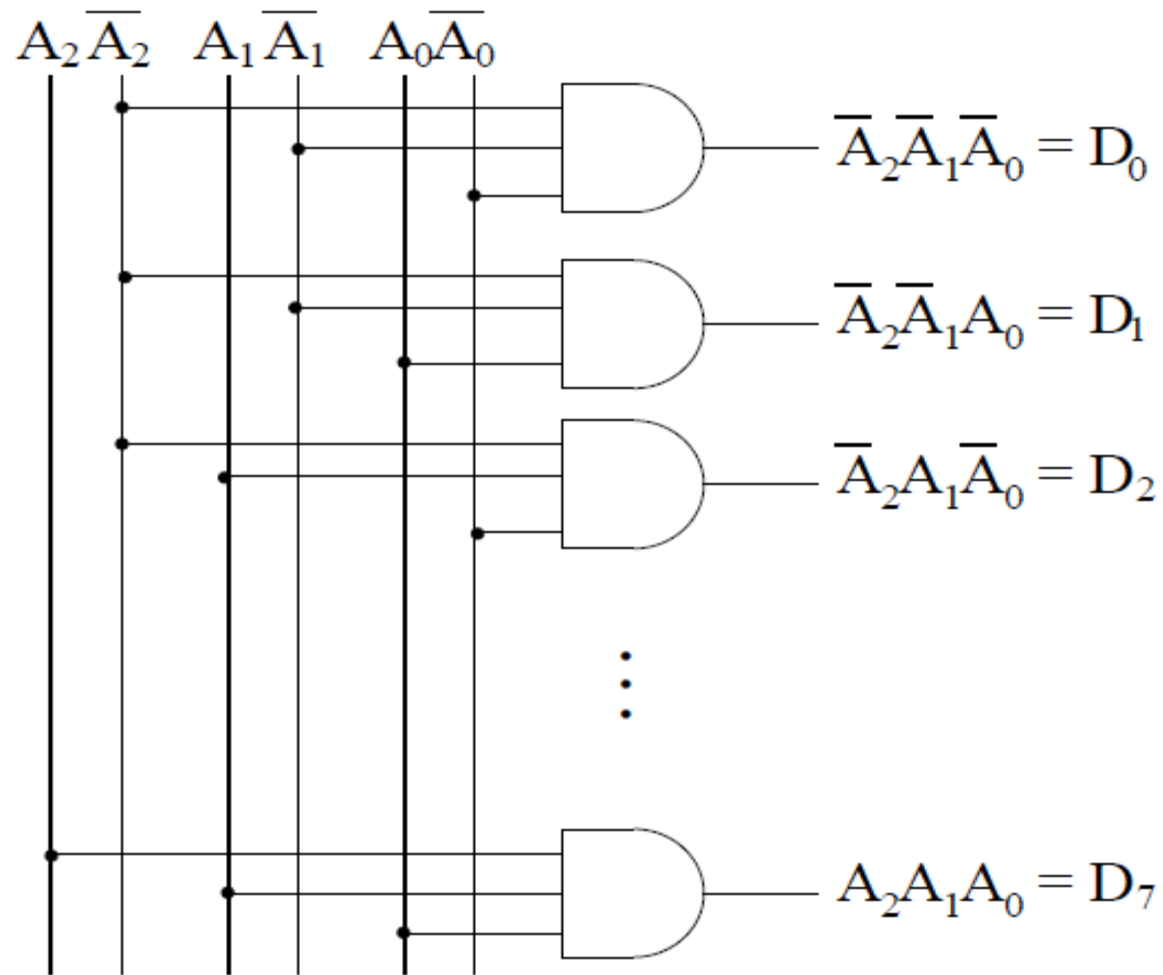 A₂ A̅₂ A₁ A̅₁ A₀ A̅₀
A̅₂A̅₁A̅₀ = D₀
A̅₂A̅₁A₀ = D₁
A̅₂A₁A̅₀ = D₂
⋮
A₂A₁A₀ = D₇